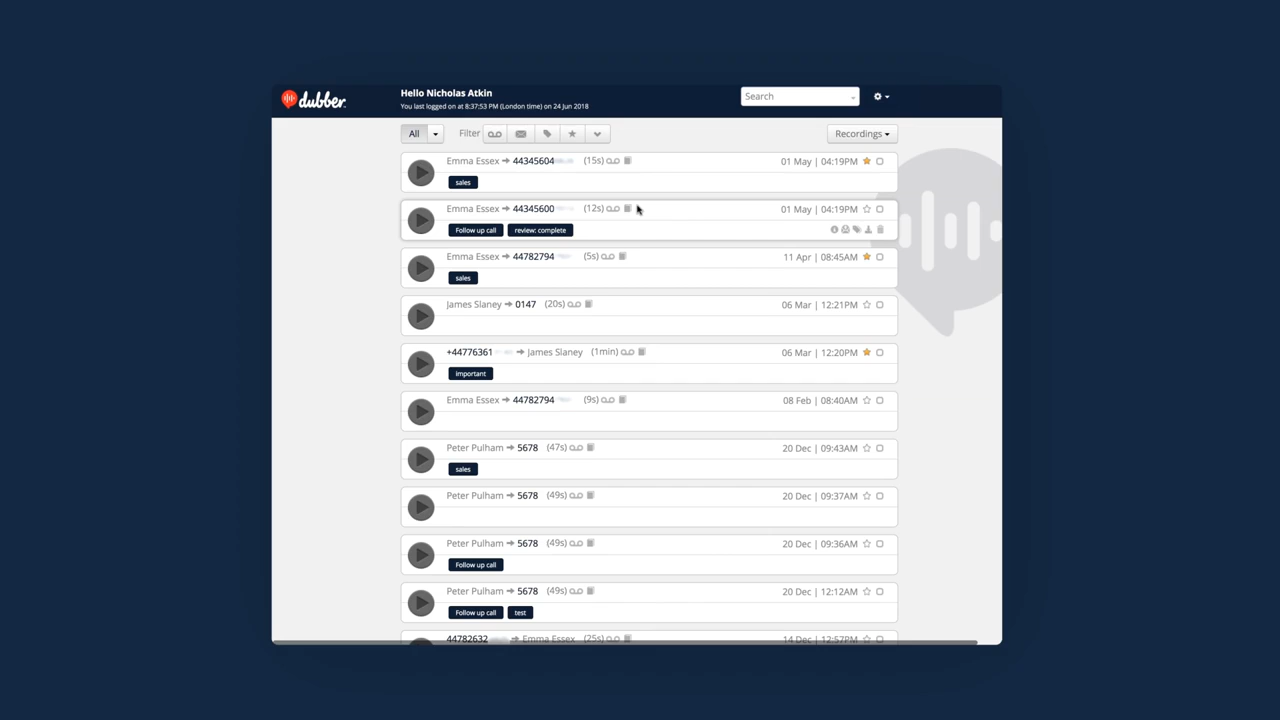 dubber
Hello Nicholas Atkin
You last logged on at 8:37:53 PM (London time) on 24 Jun 2018
Search
All
Filter
Recordings
Emma Essex → 44345604 (15s) 01 May | 04:19PM
sales
Emma Essex → 44345600 (12s) 01 May | 04:19PM
Follow up call review: complete
Emma Essex → 44782794 (5s) 11 Apr | 08:45AM
sales
James Slaney → 0147 (20s) 06 Mar | 12:21PM
+44776361 → James Slaney (1min) 06 Mar | 12:20PM
important
Emma Essex → 44782794 (9s) 08 Feb | 08:40AM
Peter Pulham → 5678 (47s) 20 Dec | 09:43AM
sales
Peter Pulham → 5678 (49s) 20 Dec | 09:37AM
Peter Pulham → 5678 (49s) 20 Dec | 09:36AM
Follow up call
Peter Pulham → 5678 (49s) 20 Dec | 12:12AM
Follow up call test
44782632 → Emma Essex (25s) 14 Dec | 12:57PM